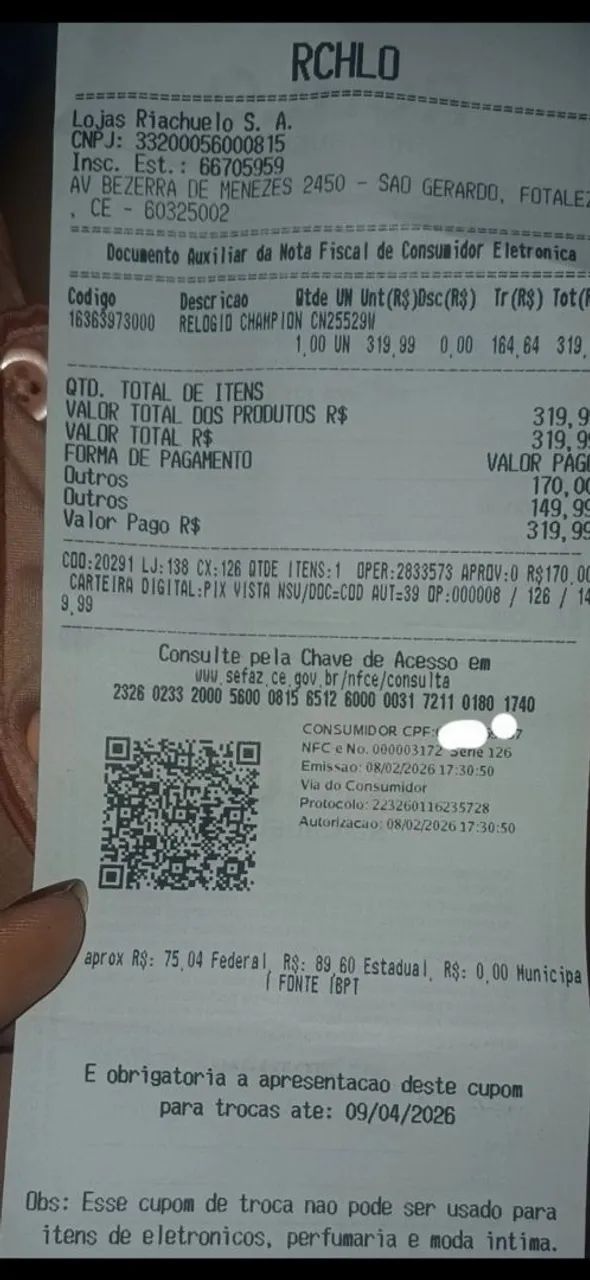 RCHLO
Lojas Riachuelo S. A.
CNPJ: 33200056000815
Insc. Est.: 66705959
AV BEZERRA DE MENEZES 2450 - SAO GERARDO, FOTALEZ
, CE - 60325002
Documento Auxiliar da Nota Fiscal de Consumidor Eletronica
Codigo Descricao Qtde UN Unt(R$)Dsc(R$) Tr(R$) Tot(R
16363973000 RELOGIO CHAMPION CN25529W
1,00 UN 319,99 0,00 164,64 319,
QTD. TOTAL DE ITENS
VALOR TOTAL DOS PRODUTOS R$ 319,9
VALOR TOTAL R$ 319,9
FORMA DE PAGAMENTO VALOR PAG
Outros 170,00
Outros 149,99
Valor Pago R$ 319,99
COD:20291 LJ:138 CX:126 QTDE ITENS:1 OPER:2833573 APROV:0 R$170,00
CARTEIRA DIGITAL:PIX VISTA NSU/DOC=COD AUT=39 OP:000008 / 126 / 14
9,99
Consulte pela Chave de Acesso em
www.sefaz.ce.gov.br/nfce/consulta
2326 0233 2000 5600 0815 6512 6000 0031 7211 0180 1740
CONSUMIDOR CPF: 7
NFC e No. 000003172 Serie 126
Emissao: 08/02/2026 17:30:50
Via do Consumidor
Protocolo: 223260116235728
Autorizacao: 08/02/2026 17:30:50
aprox R$: 75,04 Federal, R$: 89,60 Estadual, R$: 0,00 Municipa
FONTE IBPT
E obrigatoria a apresentacao deste cupom
para trocas ate: 09/04/2026
Obs: Esse cupom de troca nao pode ser usado para
itens de eletronicos, perfumaria e moda intima.